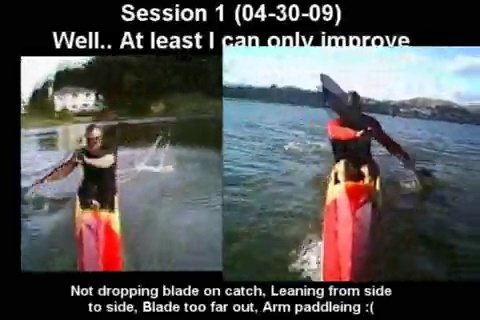 Session 1 (04-30-09)
Well.. At least I can only improve
Not dropping blade on catch, Leaning from side
to side, Blade too far out, Arm paddleing :(